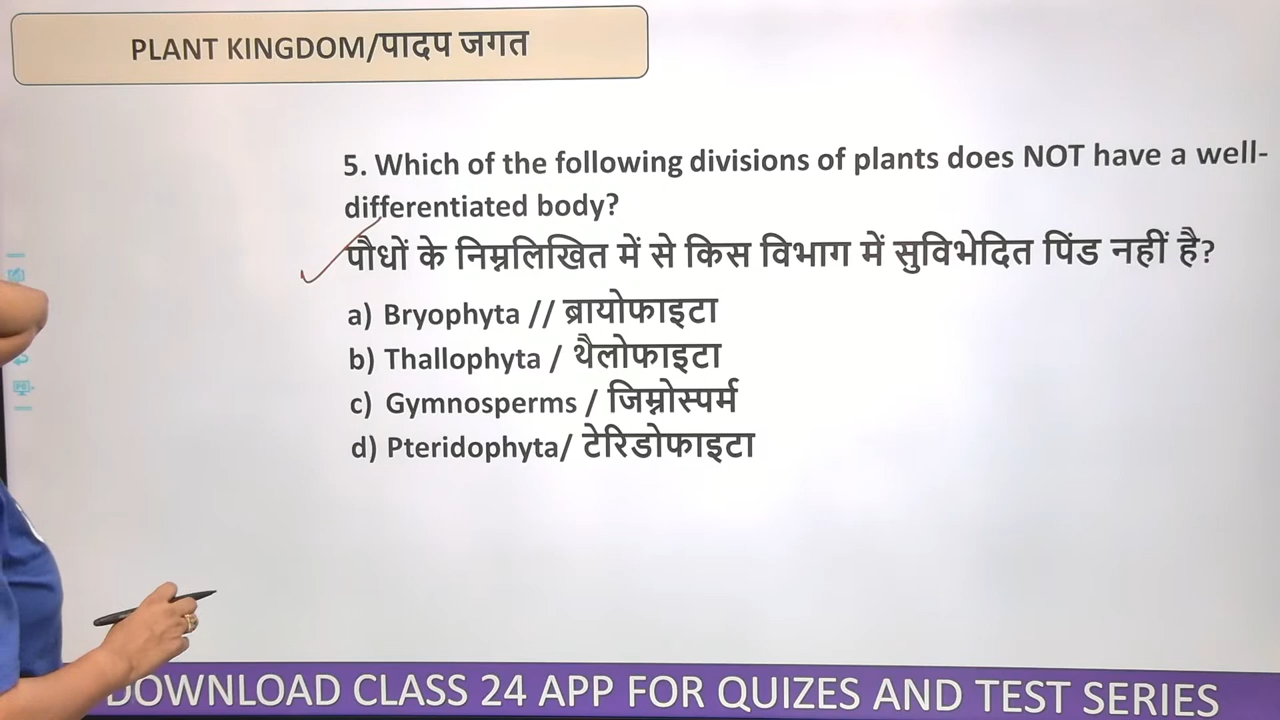 PLANT KINGDOM/पादप जगत
5. Which of the following divisions of plants does NOT have a well-
differentiated body?
पौधों के निम्नलिखित में से किस विभाग में सुविभेदित पिंड नहीं है?
a) Bryophyta // ब्रायोफाइटा
b) Thallophyta / थैलोफाइटा
c) Gymnosperms / जिम्नोस्पर्म
d) Pteridophyta/ टेरिडोफाइटा
DOWNLOAD CLASS 24 APP FOR QUIZES AND TEST SERIES